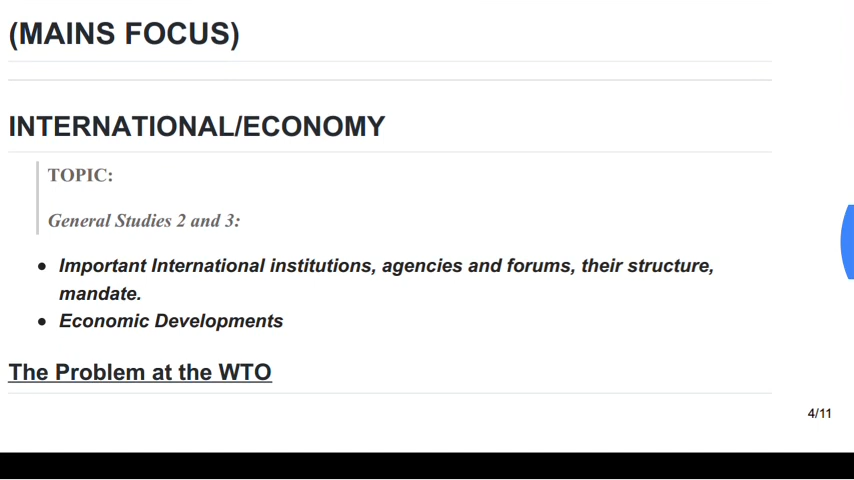 (MAINS FOCUS)
INTERNATIONAL/ECONOMY
TOPIC:
General Studies 2 and 3:
● Important International institutions, agencies and forums, their structure,
mandate.
● Economic Developments
The Problem at the WTO
4/11